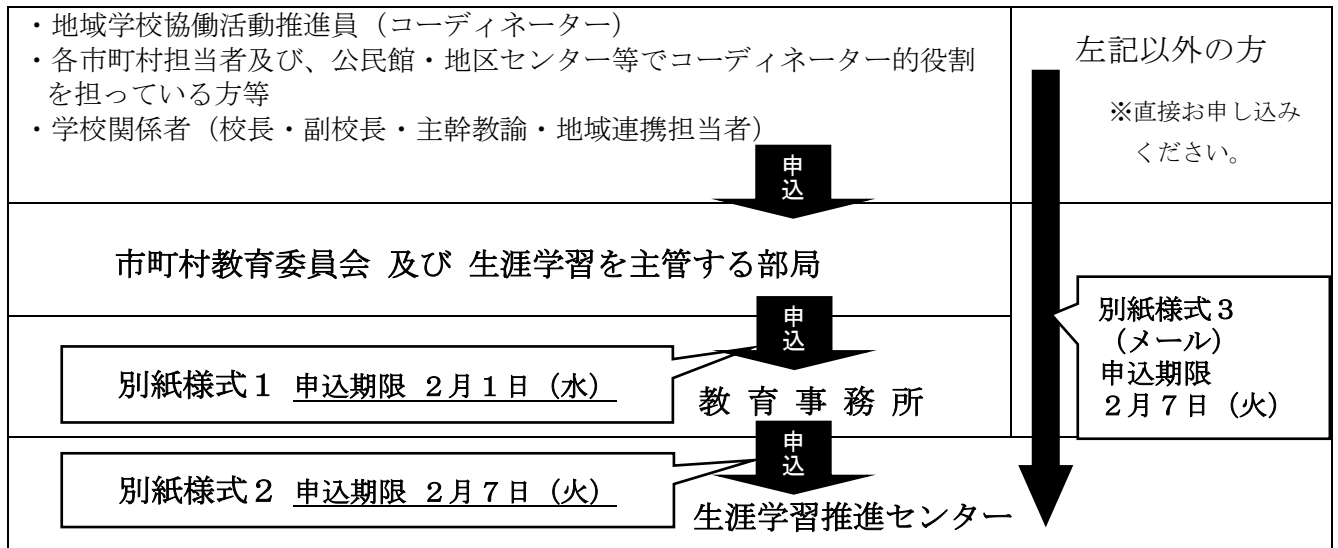 ・地域学校協働活動推進員（コーディネーター）
・各市町村担当者及び、公民館・地区センター等でコーディネーター的役割
を担っている方等
・学校関係者（校長・副校長・主幹教諭・地域連携担当者）
申込
左記以外の方
※直接お申し込み
ください。
市町村教育委員会 及び 生涯学習を主管する部局
申込
別紙様式１ 申込期限 ２月１日（水）
教 育 事 務 所
別紙様式３
（メール）
申込期限
２月７日（火）
申込
別紙様式２ 申込期限 ２月７日（火）
生涯学習推進センター